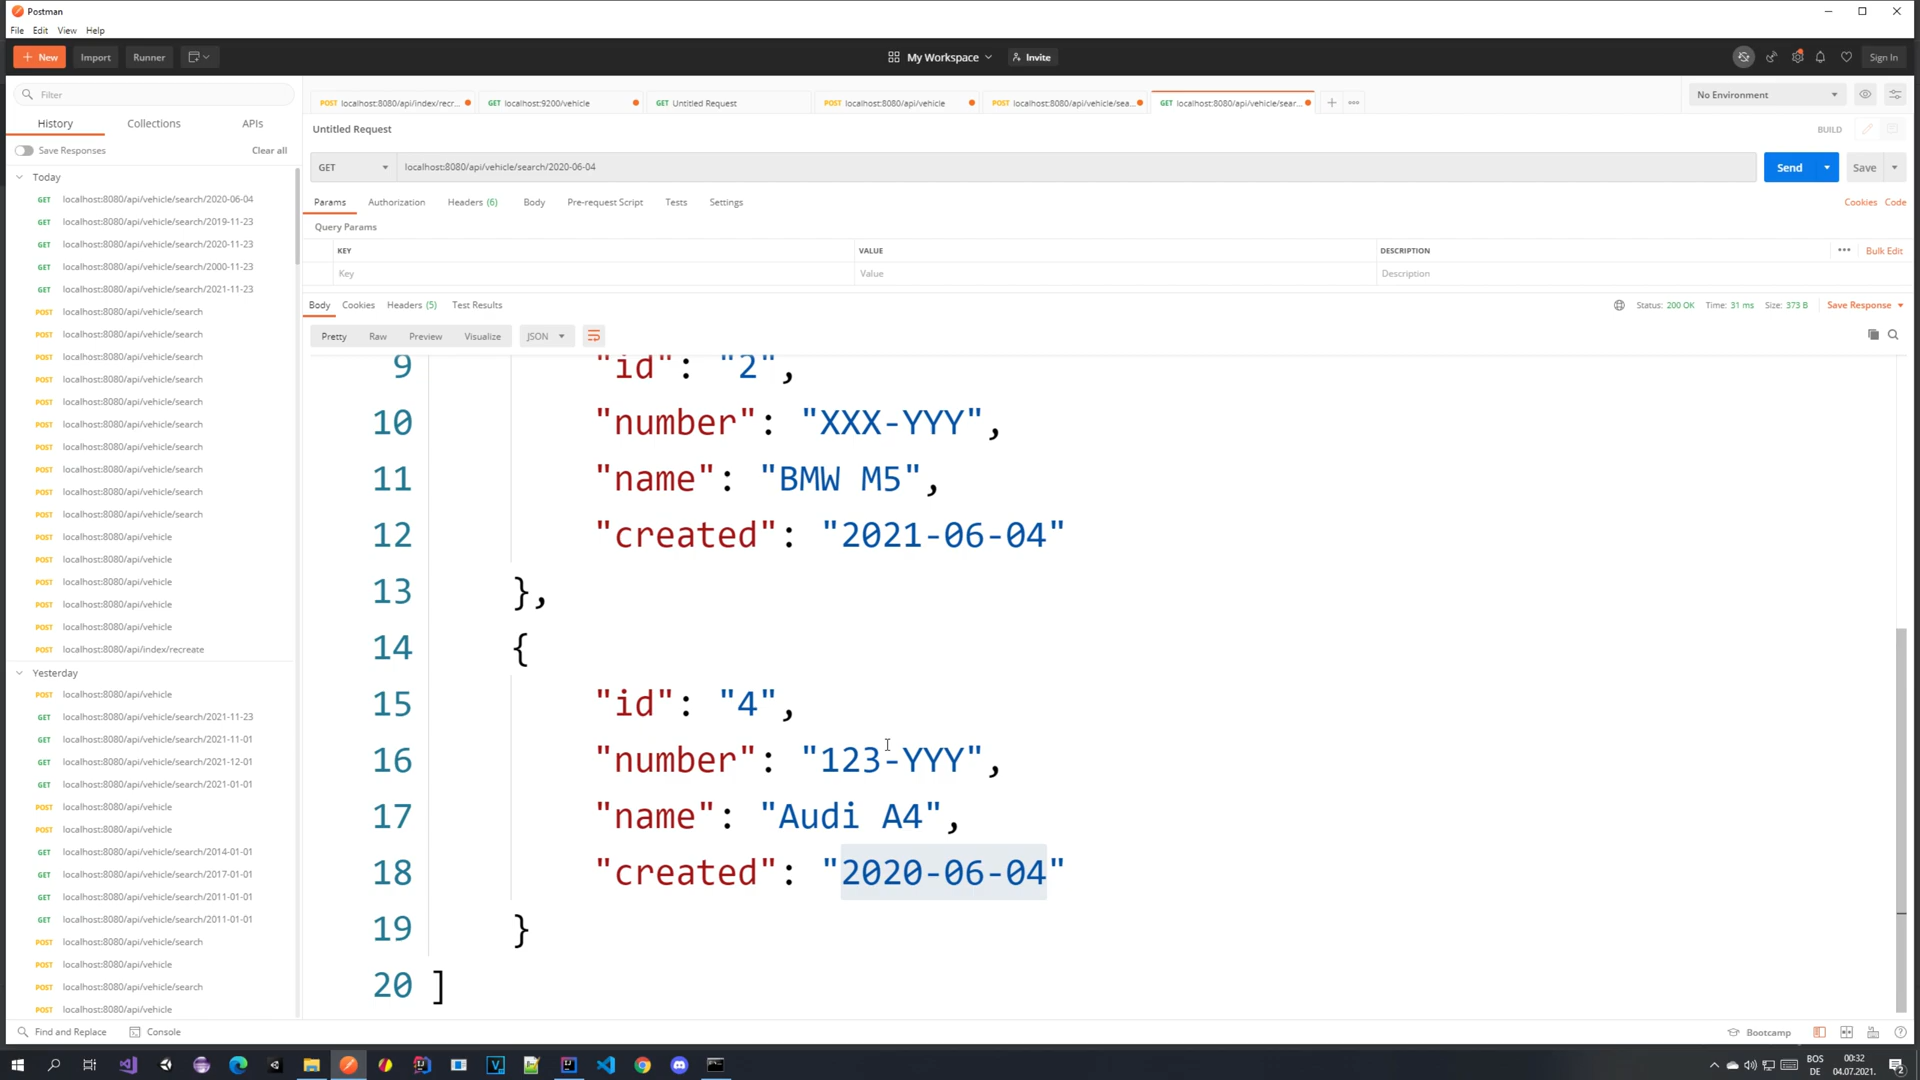 Postman
File Edit View Help
New Import Runner My Workspace Invite Sign In
Filter
History Collections APIs
Save Responses Clear all
Today
GET localhost:8080/api/vehicle/search/2020-06-04
GET localhost:8080/api/vehicle/search/2019-11-23
GET localhost:8080/api/vehicle/search/2020-11-23
GET localhost:8080/api/vehicle/search/2000-11-23
GET localhost:8080/api/vehicle/search/2021-11-23
POST localhost:8080/api/vehicle/search
POST localhost:8080/api/vehicle/search
POST localhost:8080/api/vehicle/search
POST localhost:8080/api/vehicle/search
POST localhost:8080/api/vehicle/search
POST localhost:8080/api/vehicle/search
POST localhost:8080/api/vehicle/search
POST localhost:8080/api/vehicle/search
POST localhost:8080/api/vehicle/search
POST localhost:8080/api/vehicle/search
POST localhost:8080/api/vehicle
POST localhost:8080/api/vehicle
POST localhost:8080/api/vehicle
POST localhost:8080/api/vehicle
POST localhost:8080/api/vehicle
POST localhost:8080/api/index/recreate
Yesterday
POST localhost:8080/api/vehicle
GET localhost:8080/api/vehicle/search/2021-11-23
GET localhost:8080/api/vehicle/search/2021-11-01
GET localhost:8080/api/vehicle/search/2021-12-01
GET localhost:8080/api/vehicle/search/2021-01-01
POST localhost:8080/api/vehicle
POST localhost:8080/api/vehicle
GET localhost:8080/api/vehicle/search/2014-01-01
GET localhost:8080/api/vehicle/search/2017-01-01
GET localhost:8080/api/vehicle/search/2011-01-01
GET localhost:8080/api/vehicle/search/2011-01-01
POST localhost:8080/api/vehicle/search
POST localhost:8080/api/vehicle
POST localhost:8080/api/vehicle/search
POST localhost:8080/api/vehicle
POST localhost:8080/api/index/recr... GET localhost:9200/vehicle GET Untitled Request POST localhost:8080/api/vehicle POST localhost:8080/api/vehicle/sea... GET localhost:8080/api/vehicle/sear... No Environment
Untitled Request BUILD
GET localhost:8080/api/vehicle/search/2020-06-04 Send Save
Params Authorization Headers (6) Body Pre-request Script Tests Settings Cookies Code
Query Params
KEY VALUE DESCRIPTION Bulk Edit
Key Value Description
Body Cookies Headers (5) Test Results Status: 200 OK Time: 31 ms Size: 373 B Save Response
Pretty Raw Preview Visualize JSON
9 "id": "2",
10 "number": "XXX-YYY",
11 "name": "BMW M5",
12 "created": "2021-06-04"
13 },
14 {
15 "id": "4",
16 "number": "123-YYY",
17 "name": "Audi A4",
18 "created": "2020-06-04"
19 }
20 ]
Find and Replace Console Bootcamp
BOS 00:32
DE 04.07.2021.